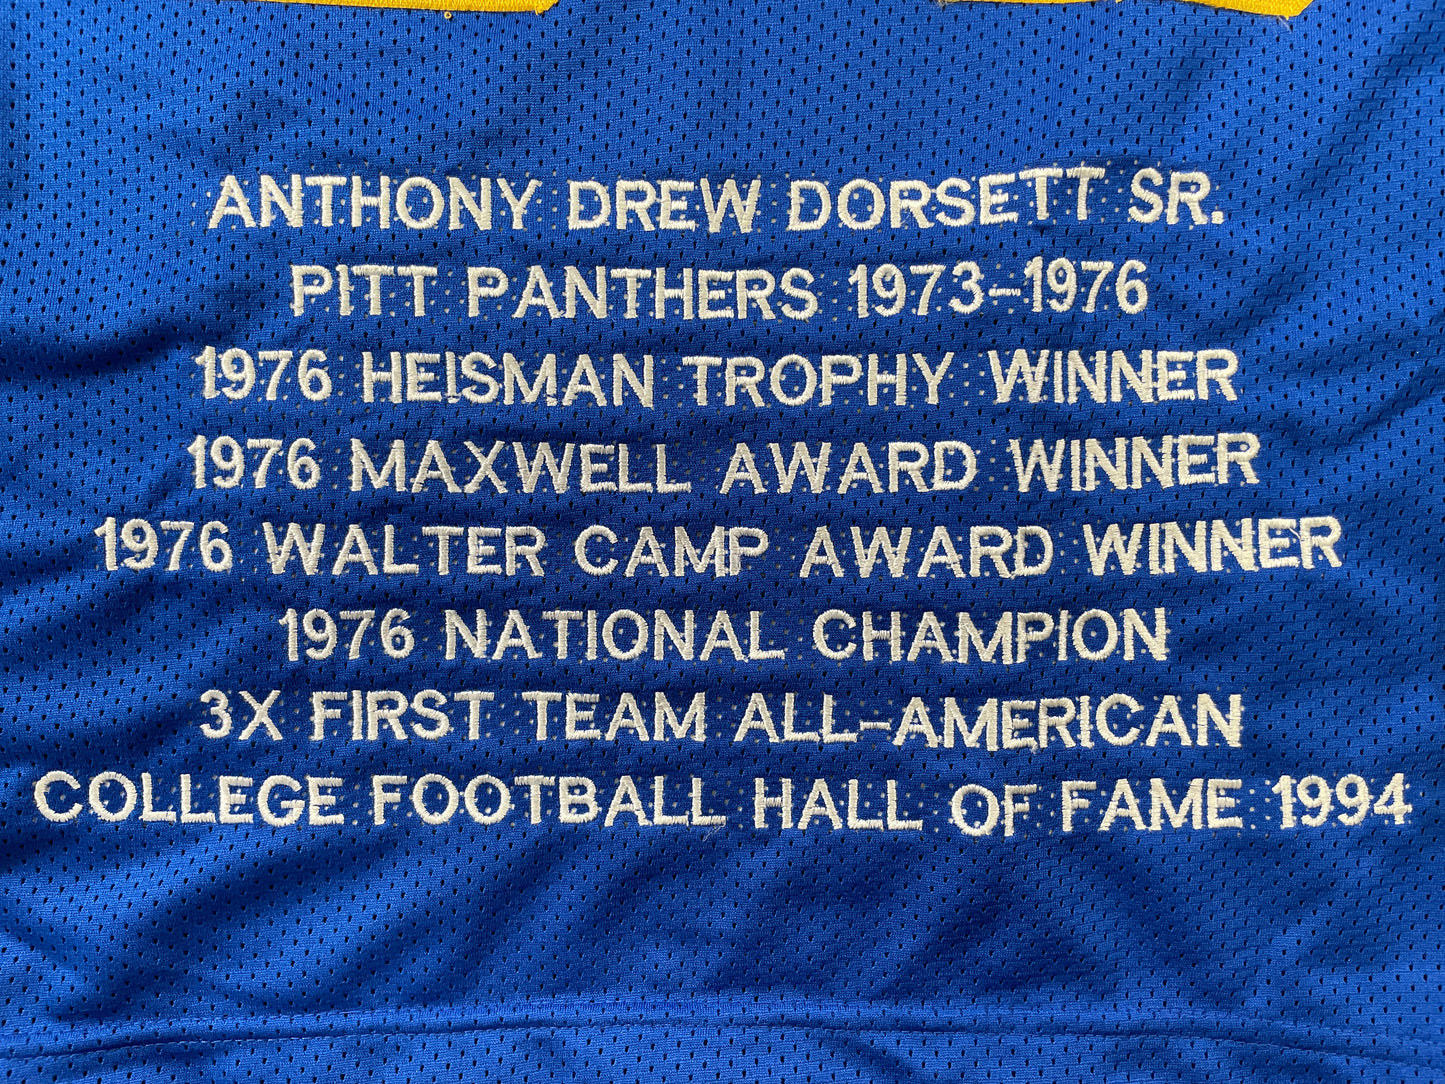 ANTHONY DREW DORSETT SR.
PITT PANTHERS 1973-1976
1976 HEISMAN TROPHY WINNER
1976 MAXWELL AWARD WINNER
1976 WALTER CAMP AWARD WINNER
1976 NATIONAL CHAMPION
3X FIRST TEAM ALL-AMERICAN
COLLEGE FOOTBALL HALL OF FAME 1994